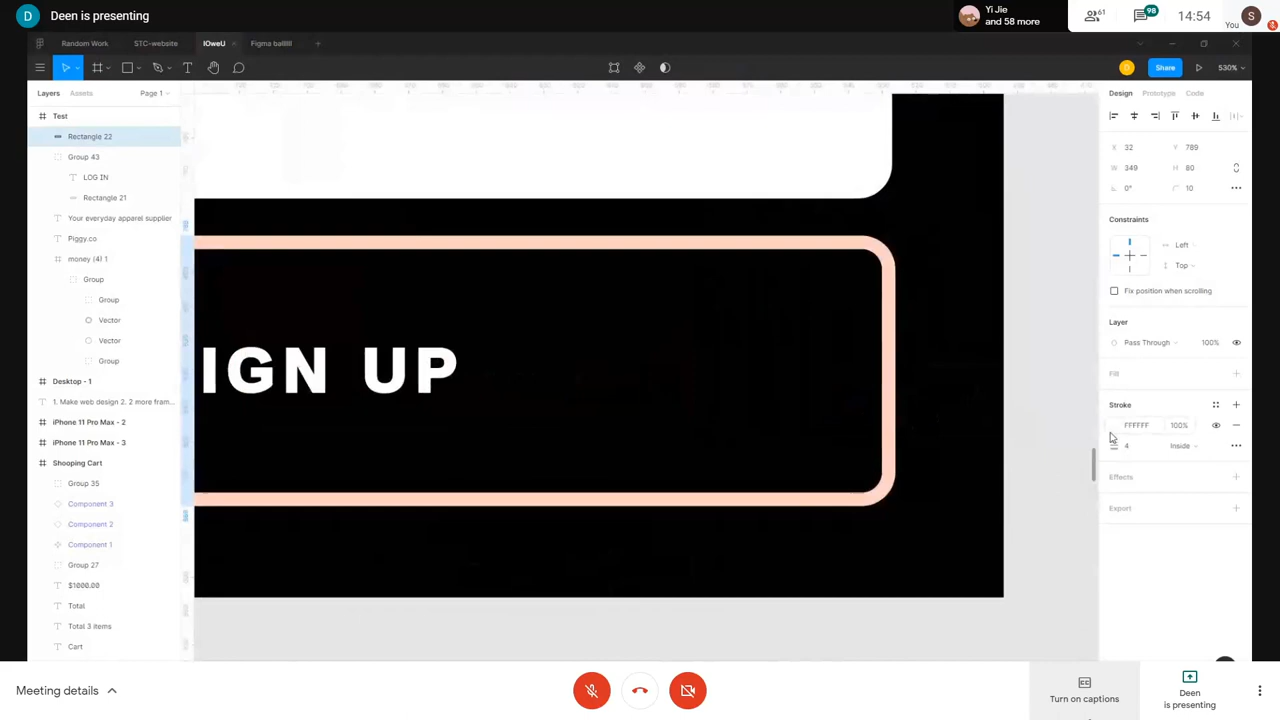 D Deen is presenting
Yi Jie
and 58 more
61
98
14:54
S
You
Random Work
STC-website
IOweU
Figma ballllll
D
Share
530%
Layers
Assets
Page 1
Test
Rectangle 22
Group 43
LOG IN
Rectangle 21
Your everyday apparel supplier
Piggy.co
money (4) 1
Group
Group
Vector
Vector
Group
Desktop - 1
1. Make web design 2. 2 more fram...
iPhone 11 Pro Max - 2
iPhone 11 Pro Max - 3
Shooping Cart
Group 35
Component 3
Component 2
Component 1
Group 27
$1000.00
Total
Total 3 items
Cart
IGN UP
Design
Prototype
Code
X 32
Y 789
W 349
H 80
0°
10
Constraints
Left
Top
Fix position when scrolling
Layer
Pass Through
100%
Fill
Stroke
FFFFFF
100%
4
Inside
Effects
Export
Meeting details
CC
Turn on captions
Deen
is presenting